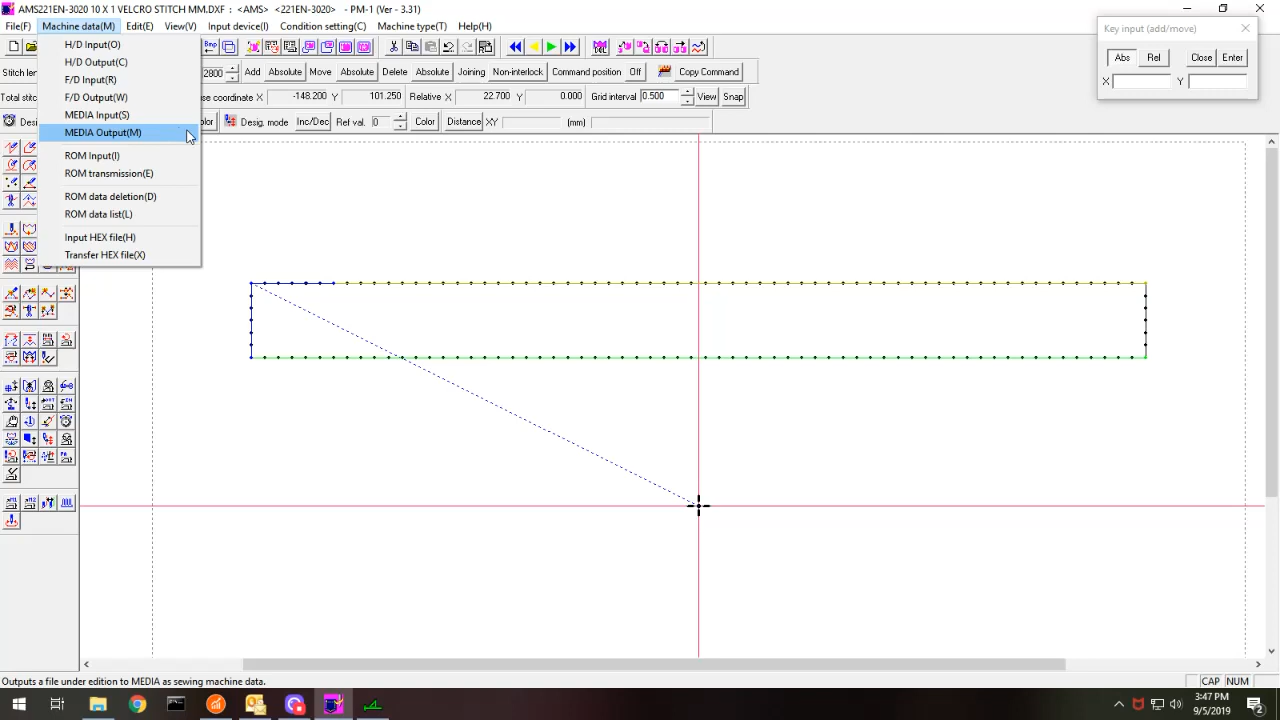 AMS221EN-3020 10 X 1 VELCRO STITCH MM.DXF : <AMS> <221EN-3020> - PM-1 (Ver - 3.31)
File(F) Machine data(M) Edit(E) View(V) Input device(I) Condition setting(C) Machine type(T) Help(H)
Key input (add/move)
Abs Rel Close Enter
X Y
H/D Input(O)
H/D Output(C)
F/D Input(R)
F/D Output(W)
MEDIA Input(S)
MEDIA Output(M)
ROM Input(I)
ROM transmission(E)
ROM data deletion(D)
ROM data list(L)
Input HEX file(H)
Transfer HEX file(X)
Bmp
Stitch len 2800 Add Absolute Move Absolute Delete Absolute Joining Non-interlock Command position Off Copy Command
Total stitc se coordinate X -148.200 Y 101.250 Relative X 22.700 Y 0.000 Grid interval 0.500 View Snap
Desig olor Desig. mode Inc/Dec Ref val. 0 Color Distance XY (mm)
Outputs a file under edition to MEDIA as sewing machine data.
CAP NUM
3:47 PM
9/5/2019
2